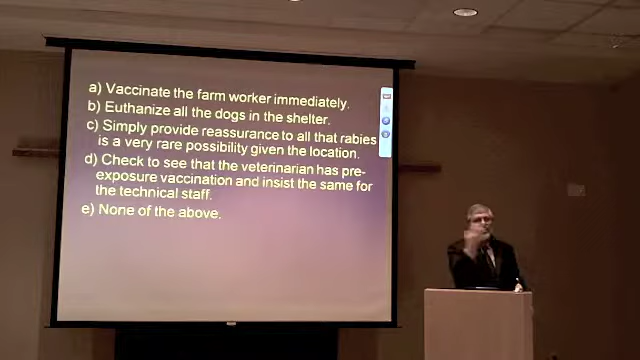 a) Vaccinate the farm worker immediately.
b) Euthanize all the dogs in the shelter.
c) Simply provide reassurance to all that rabies
is a very rare possibility given the location.
d) Check to see that the veterinarian has pre-
exposure vaccination and insist the same for
the technical staff.
e) None of the above.